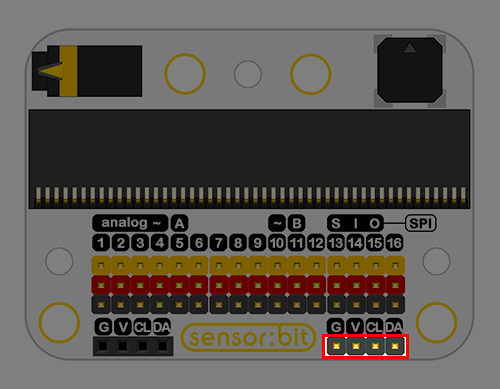 analog ~ A ~ B S I O SPI
1 2 3 4 5 6 7 8 9 10 11 12 13 14 15 16
G V CL DA sensor:bit G V CL DA